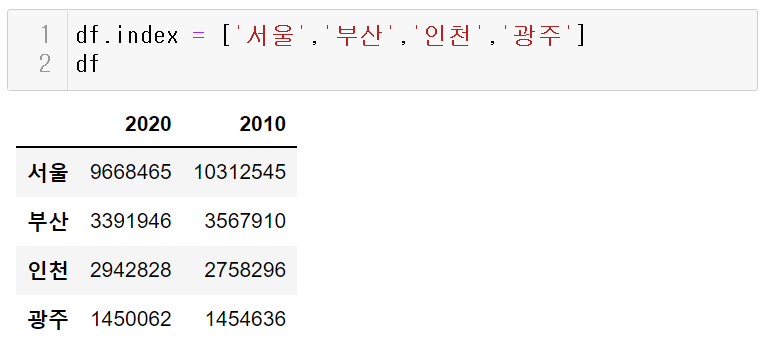 1 df.index = ['서울','부산','인천','광주']
2 df
2020 2010
서울 9668465 10312545
부산 3391946 3567910
인천 2942828 2758296
광주 1450062 1454636